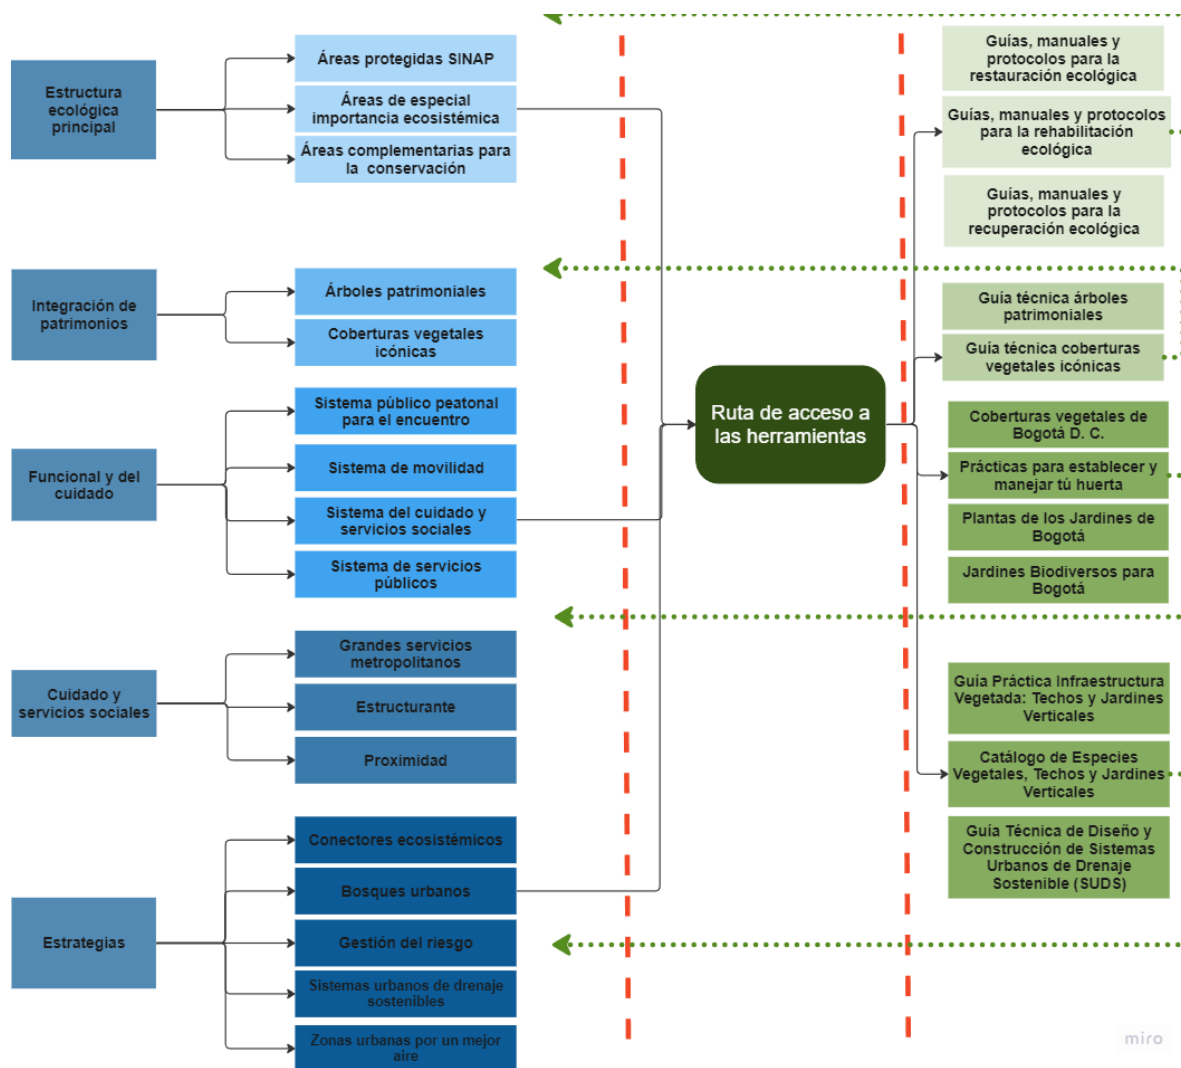 Estructura
ecológica
principal
Áreas protegidas SINAP
Áreas de especial
importancia ecosistémica
Áreas complementarias para
la conservación
Integración de
patrimonios
Árboles patrimoniales
Coberturas vegetales
icónicas
Funcional y del
cuidado
Sistema público peatonal
para el encuentro
Sistema de movilidad
Sistema del cuidado y
servicios sociales
Sistema de servicios
públicos
Cuidado y
servicios sociales
Grandes servicios
metropolitanos
Estructurante
Proximidad
Estrategias
Conectores ecosistémicos
Bosques urbanos
Gestión del riesgo
Sistemas urbanos de drenaje
sostenibles
Zonas urbanas por un mejor
aire
Ruta de acceso a
las herramientas
Guías, manuales y
protocolos para la
restauración ecológica
Guías, manuales y protocolos
para la rehabilitación
ecológica
Guías, manuales y
protocolos para la
recuperación ecológica
Guía técnica árboles
patrimoniales
Guía técnica coberturas
vegetales icónicas
Coberturas vegetales de
Bogotá D. C.
Prácticas para establecer y
manejar tú huerta
Plantas de los Jardines de
Bogotá
Jardines Biodiversos para
Bogotá
Guía Práctica Infraestructura
Vegetada: Techos y Jardines
Verticales
Catálogo de Especies
Vegetales, Techos y Jardines
Verticales
Guía Técnica de Diseño y
Construcción de Sistemas
Urbanos de Drenaje
Sostenible (SUDS)
miro